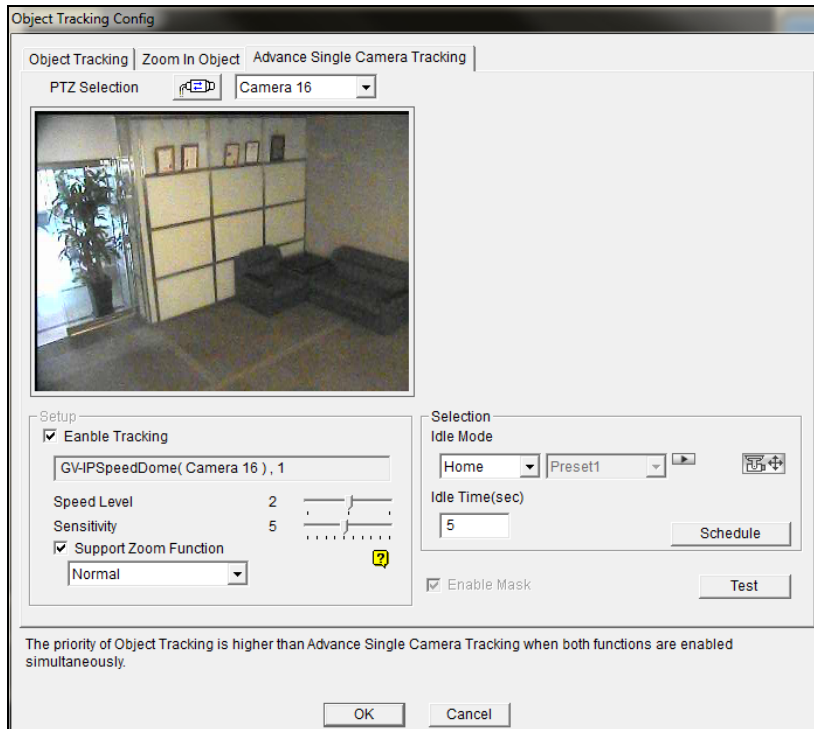 Object Tracking Config
Object Tracking
Zoom In Object
Advance Single Camera Tracking
PTZ Selection
Camera 16
Setup
Eanble Tracking
GV-IPSpeedDome( Camera 16 ) , 1
Speed Level 2
Sensitivity 5
Support Zoom Function
Normal
Selection
Idle Mode
Home
Preset1
Idle Time(sec)
5
Schedule
Enable Mask
Test
The priority of Object Tracking is higher than Advance Single Camera Tracking when both functions are enabled
simultaneously.
OK
Cancel